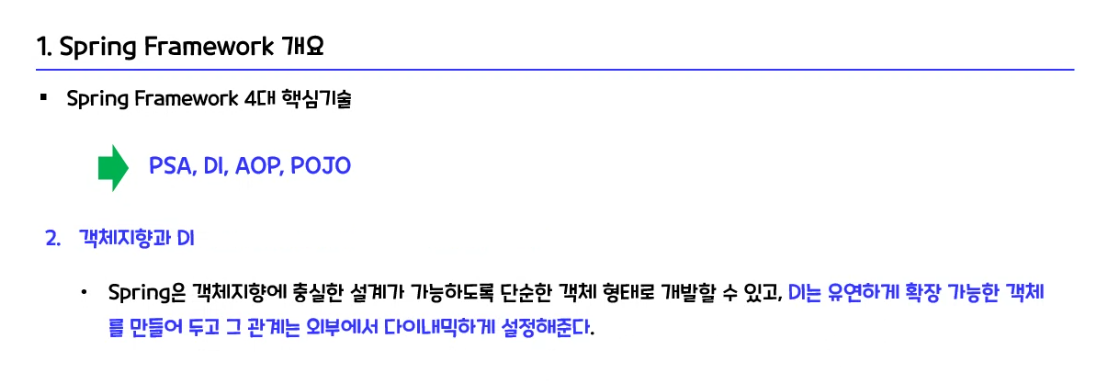 1. Spring Framework 개요
▪ Spring Framework 4대 핵심기술
PSA, DI, AOP, POJO
2. 객체지향과 DI
• Spring은 객체지향에 충실한 설계가 가능하도록 단순한 객체 형태로 개발할 수 있고, DI는 유연하게 확장 가능한 객체
를 만들어 두고 그 관계는 외부에서 다이내믹하게 설정해준다.